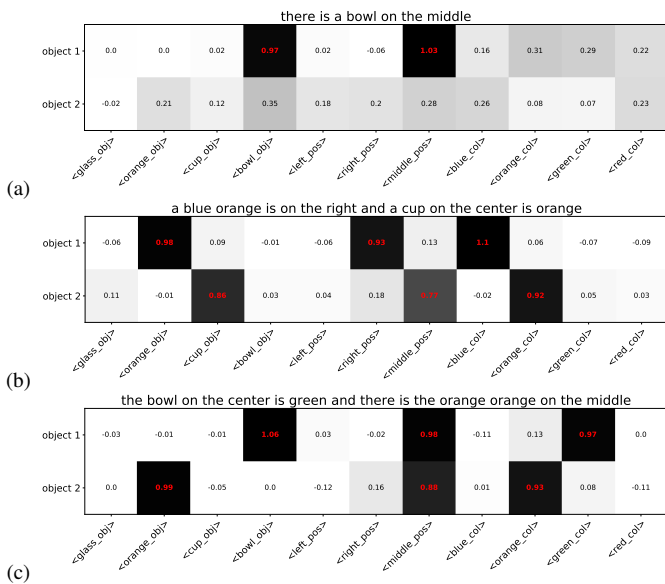 there is a bowl on the middle
object 1 0.0 0.0 0.02 0.97 0.02 -0.06 1.03 0.16 0.31 0.29 0.22
object 2 -0.02 0.21 0.12 0.35 0.18 0.2 0.28 0.26 0.08 0.07 0.23
<glass_obj> <orange_obj> <cup_obj> <bowl_obj> <left_pos> <right_pos> <middle_pos> <blue_col> <orange_col> <green_col> <red_col>
(a)
a blue orange is on the right and a cup on the center is orange
object 1 -0.06 0.98 0.09 -0.01 -0.06 0.93 0.13 1.1 0.06 -0.07 -0.09
object 2 0.11 -0.01 0.86 0.03 0.04 0.18 -0.02 0.92 0.05 0.03
<glass_obj> <orange_obj> <cup_obj> <bowl_obj> <left_pos> <right_pos> <middle_pos> <blue_col> <orange_col> <green_col> <red_col>
(b)
the bowl on the center is green and there is the orange orange on the middle
object 1 -0.03 -0.01 -0.01 1.06 0.03 -0.02 0.98 -0.11 0.13 0.97 0.0
object 2 0.0 0.99 -0.05 0.0 -0.12 0.16 0.88 0.01 0.93 0.08 -0.11
<glass_obj> <orange_obj> <cup_obj> <bowl_obj> <left_pos> <right_pos> <middle_pos> <blue_col> <orange_col> <green_col> <red_col>
(c)